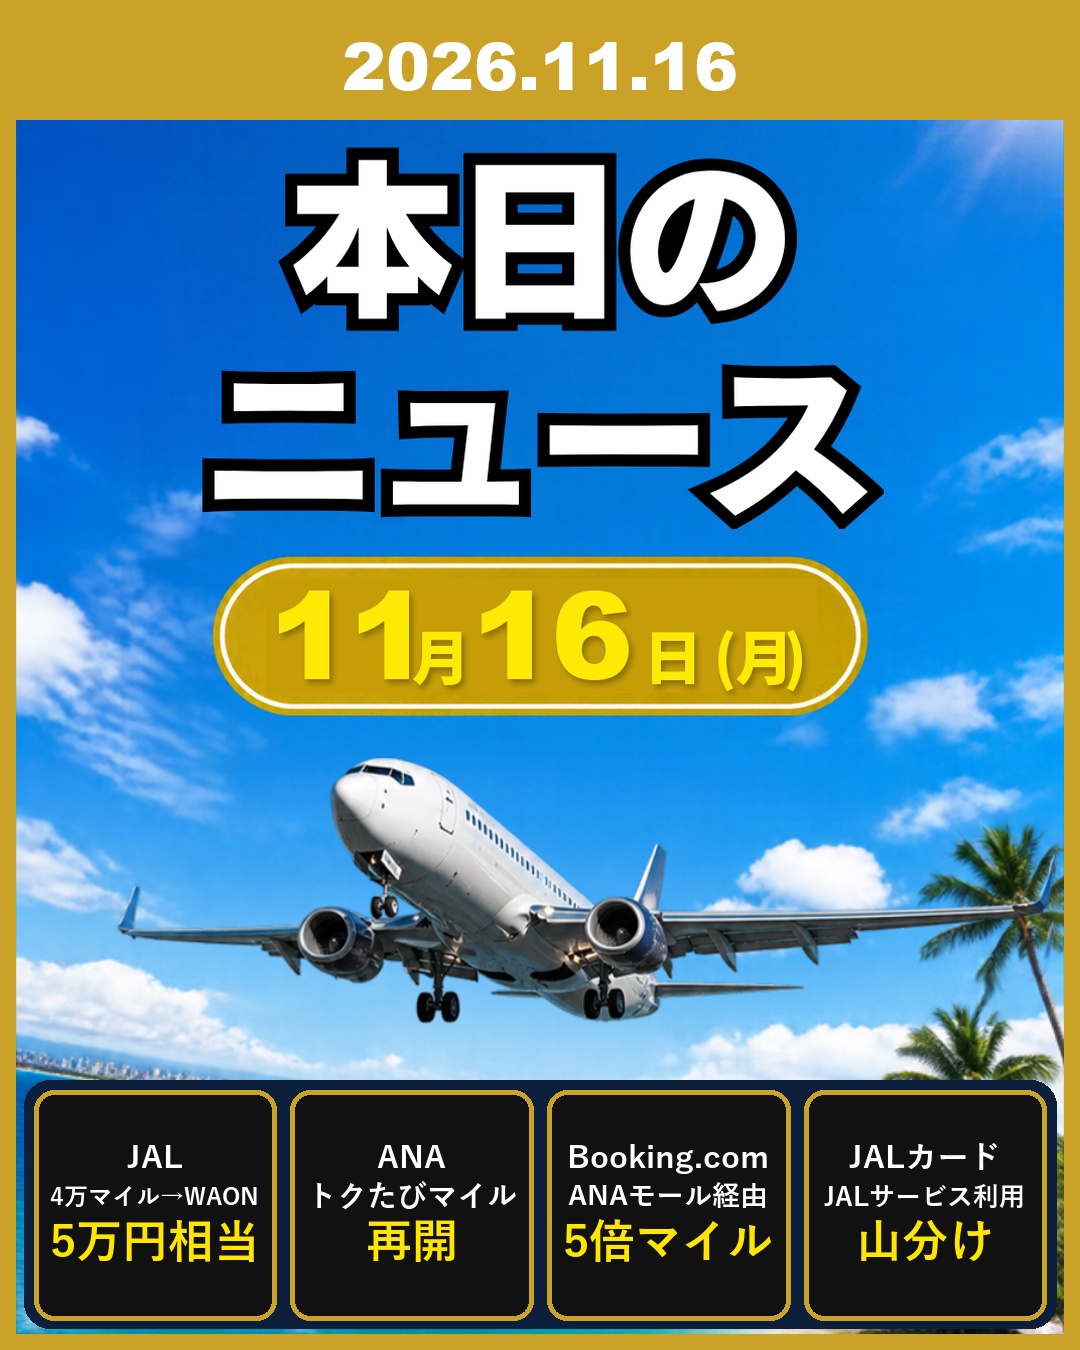 2026.11.16
本日の
ニュース
11月16日(月)
JAL
4万マイル→WAON
5万円相当
ANA
トクたびマイル
再開
Booking.com
ANAモール経由
5倍マイル
JALカード
JALサービス利用
山分け